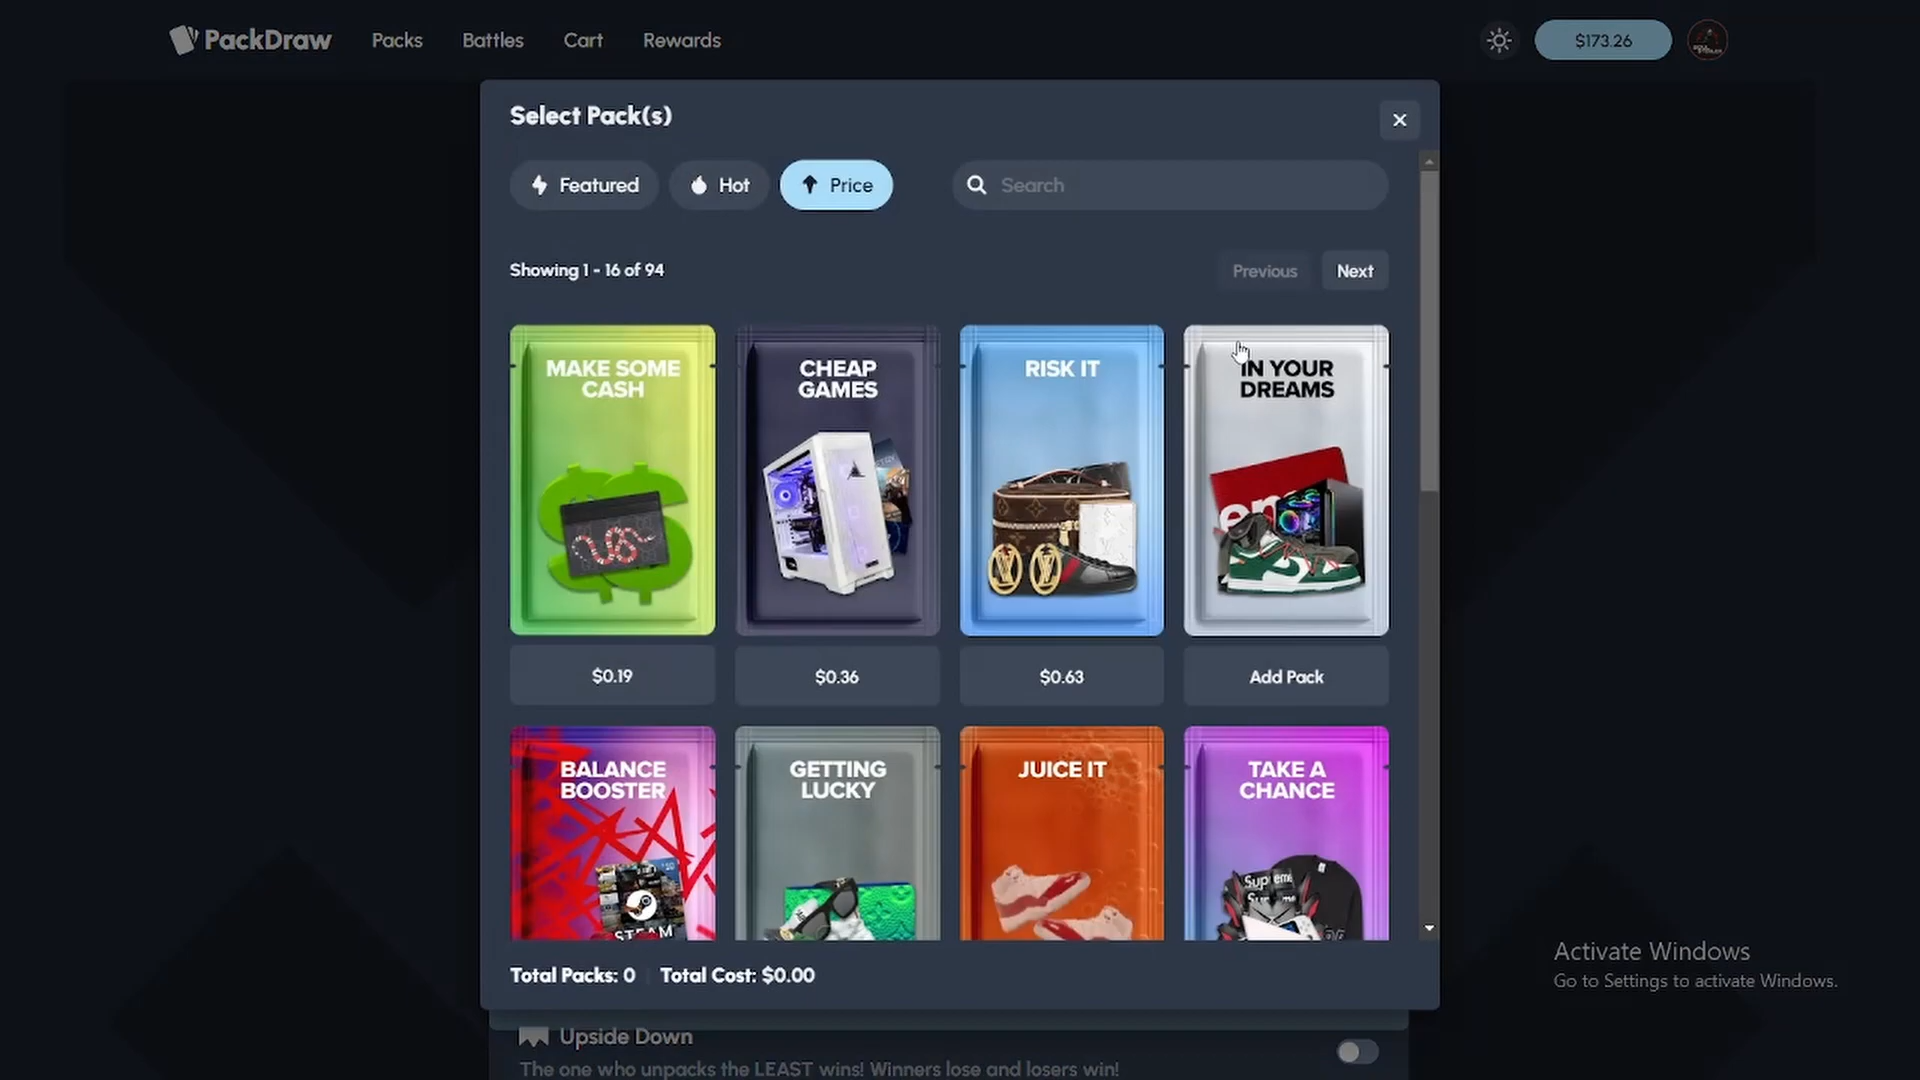 PackDraw Packs Battles Cart Rewards $173.26
Select Pack(s)
Featured Hot Price Search
Showing 1 - 16 of 94 Previous Next
MAKE SOME
CASH
CHEAP
GAMES
RISK IT
IN YOUR
DREAMS
$0.19 $0.36 $0.63 Add Pack
BALANCE
BOOSTER
GETTING
LUCKY
JUICE IT
TAKE A
CHANCE
STEAM
Supreme
Total Packs: 0 Total Cost: $0.00
Activate Windows
Go to Settings to activate Windows.
Upside Down
The one who unpacks the LEAST wins! Winners lose and losers win!